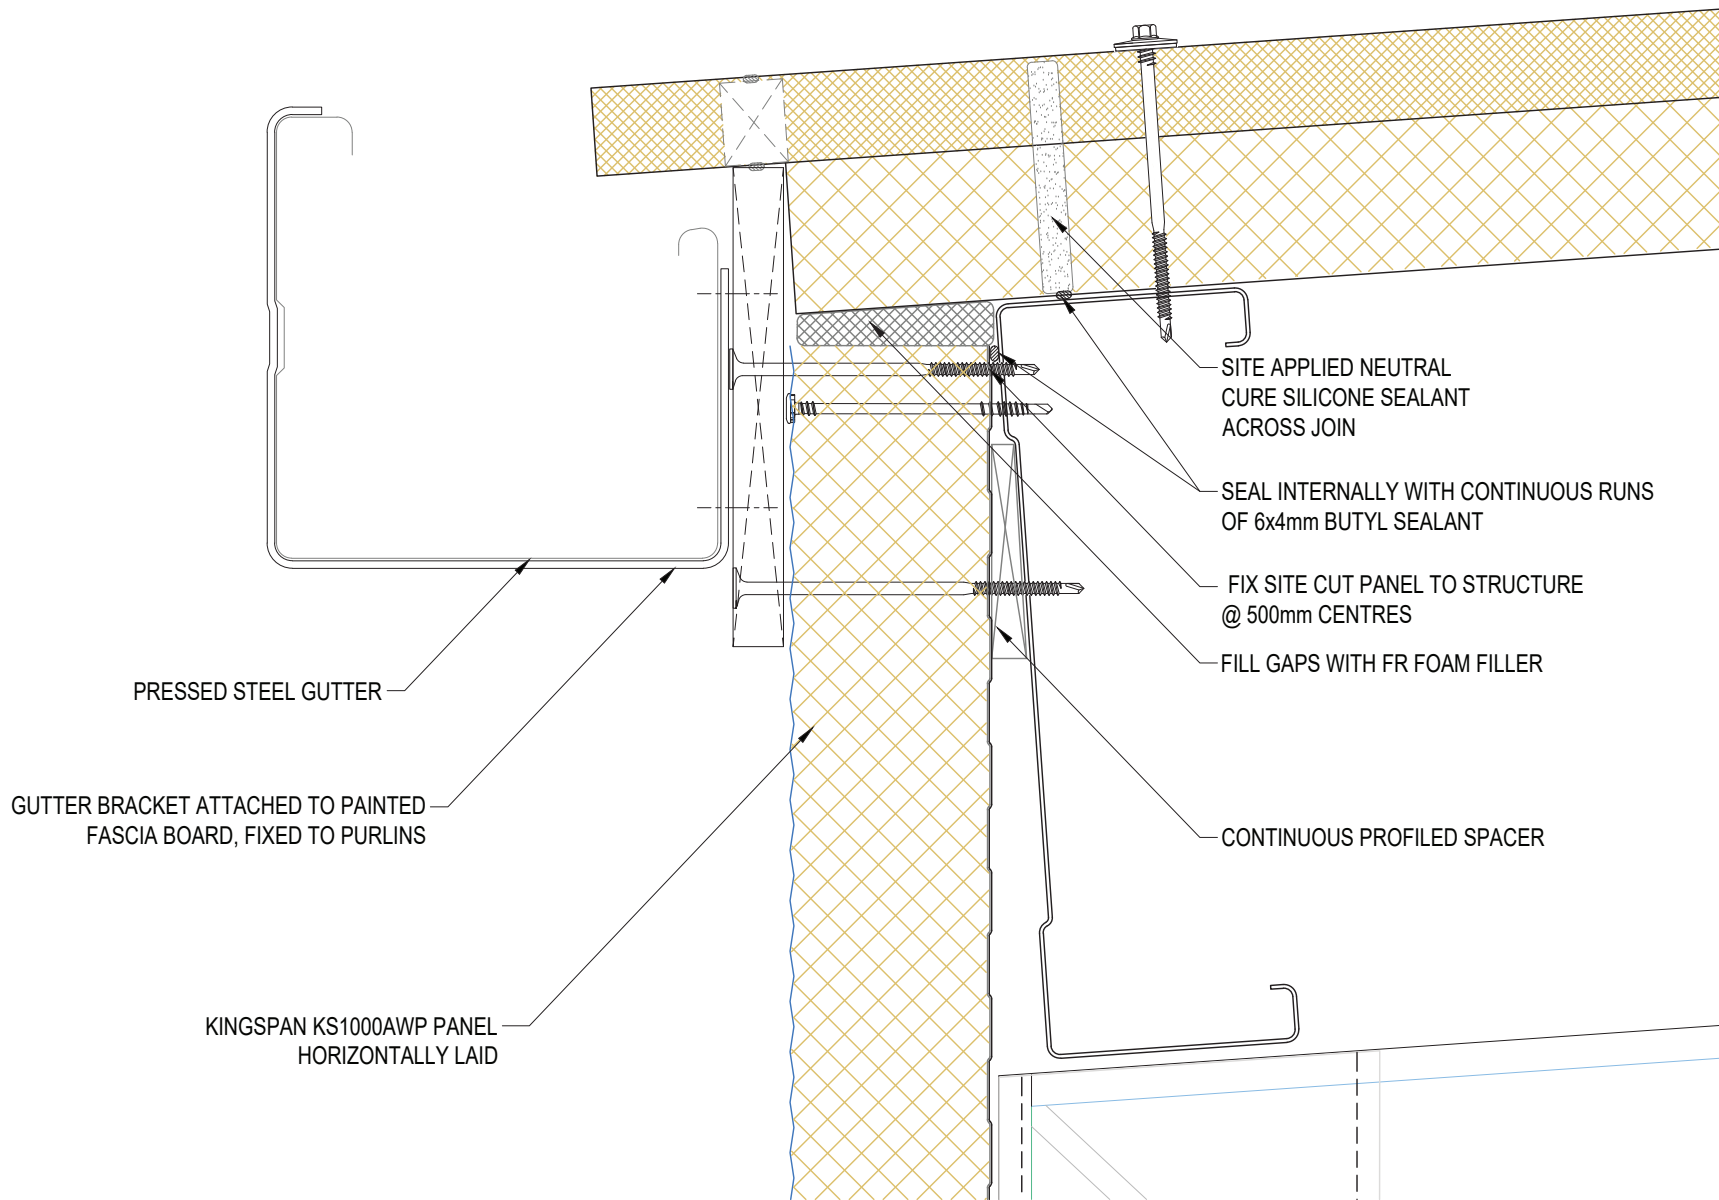 SITE APPLIED NEUTRAL
CURE SILICONE SEALANT
ACROSS JOIN
SEAL INTERNALLY WITH CONTINUOUS RUNS
OF 6x4mm BUTYL SEALANT
FIX SITE CUT PANEL TO STRUCTURE
@ 500mm CENTRES
FILL GAPS WITH FR FOAM FILLER
CONTINUOUS PROFILED SPACER
PRESSED STEEL GUTTER
GUTTER BRACKET ATTACHED TO PAINTED
FASCIA BOARD, FIXED TO PURLINS
KINGSPAN KS1000AWP PANEL
HORIZONTALLY LAID